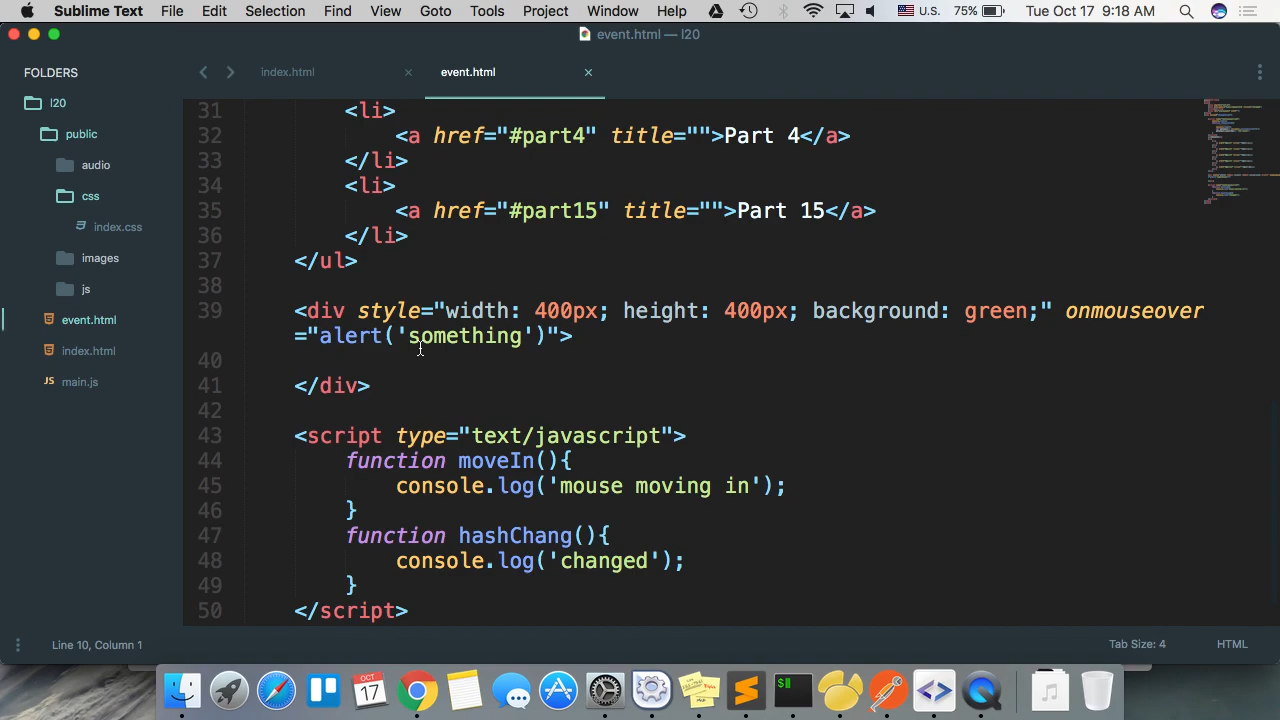 Sublime Text File Edit Selection Find View Goto Tools Project Window Help U.S. 75% Tue Oct 17 9:18 AM
event.html — l20
FOLDERS
l20
public
audio
css
index.css
images
js
event.html
index.html
main.js
index.html event.html
31 <li>
32 <a href="#part4" title="">Part 4</a>
33 </li>
34 <li>
35 <a href="#part15" title="">Part 15</a>
36 </li>
37 </ul>
38
39 <div style="width: 400px; height: 400px; background: green;" onmouseover
="alert('something')">
40
41 </div>
42
43 <script type="text/javascript">
44 function moveIn(){
45 console.log('mouse moving in');
46 }
47 function hashChang(){
48 console.log('changed');
49 }
50 </script>
Line 10, Column 1 Tab Size: 4 HTML
OCT
17